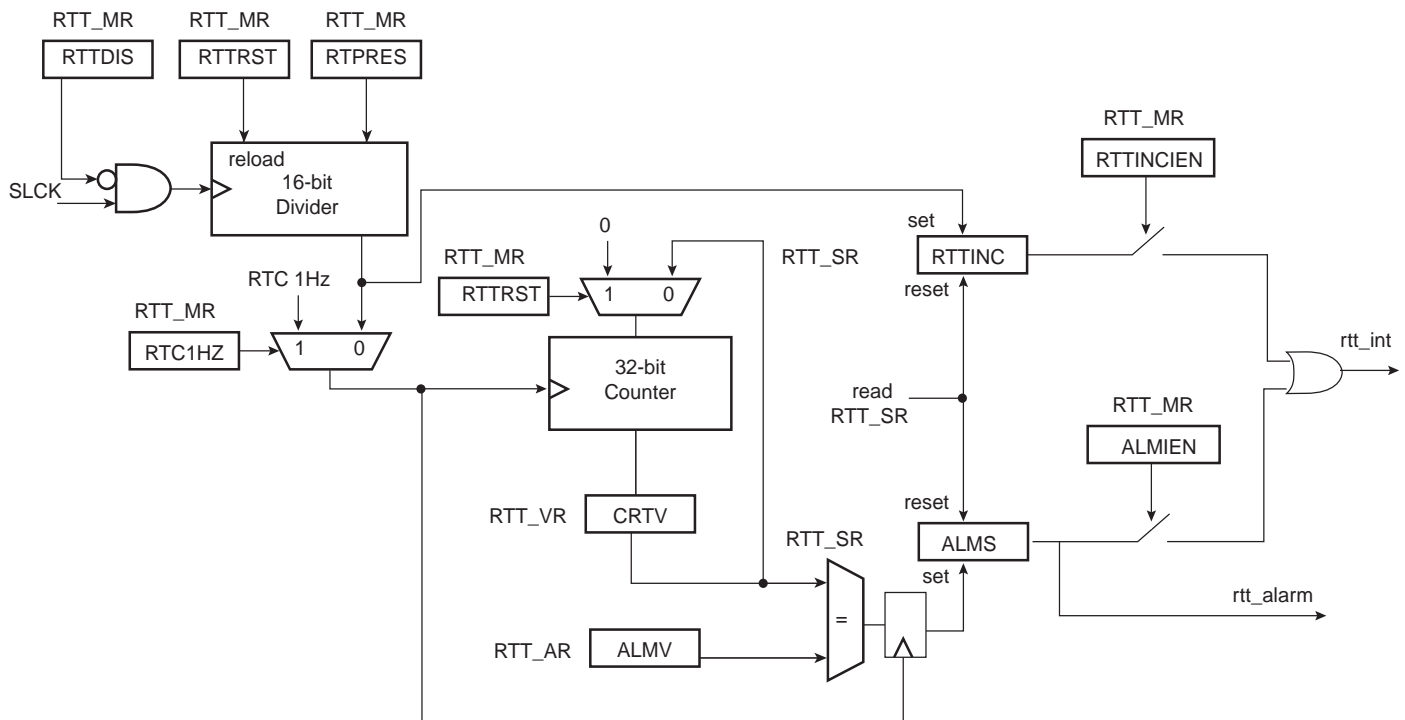 RTT_MR
RTT_MR
RTT_MR
RTTDIS
RTTRST
RTPRES
RTT_MR
RTTINCIEN
reload
16-bit
Divider
SLCK
set
RTTINC
reset
0
RTT_MR
RTT_SR
RTTRST
1 0
RTC 1Hz
RTT_MR
RTC1HZ
1 0
32-bit
Counter
rtt_int
read
RTT_SR
RTT_MR
ALMIEN
RTT_VR
CRTV
reset
RTT_SR
ALMS
set
rtt_alarm
=
RTT_AR
ALMV